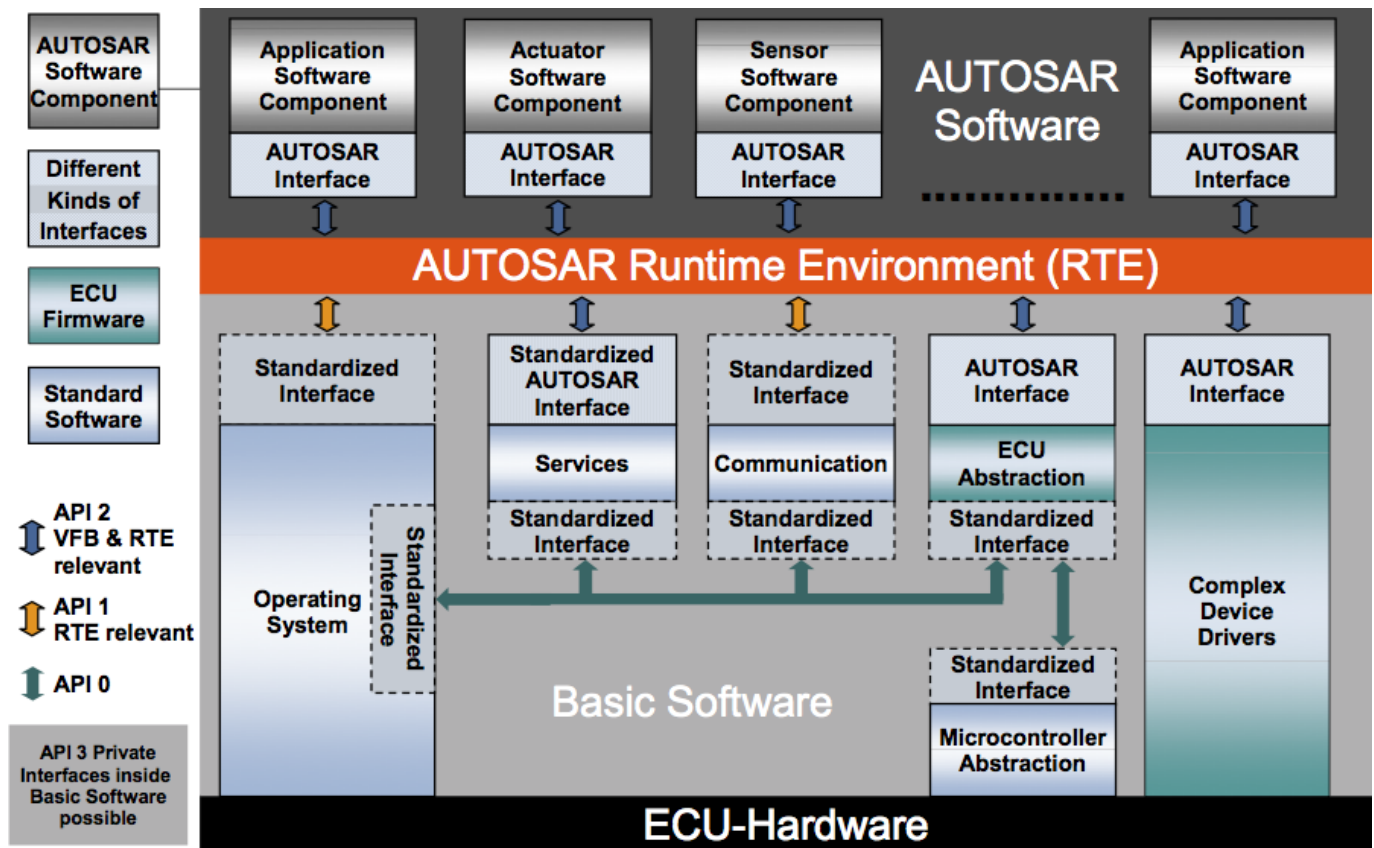 AUTOSAR
Software
Component
Different
Kinds of
Interfaces
ECU
Firmware
Standard
Software
API 2
VFB & RTE
relevant
API 1
RTE relevant
API 0
API 3 Private
Interfaces inside
Basic Software
possible
Application
Software
Component
AUTOSAR
Interface
Actuator
Software
Component
AUTOSAR
Interface
Sensor
Software
Component
AUTOSAR
Interface
AUTOSAR
Software
..............
Application
Software
Component
AUTOSAR
Interface
AUTOSAR Runtime Environment (RTE)
Standardized
Interface
Operating
System
Standardized
Interface
Standardized
AUTOSAR
Interface
Services
Standardized
Interface
Standardized
Interface
Communication
Standardized
Interface
AUTOSAR
Interface
ECU
Abstraction
Standardized
Interface
Standardized
Interface
Microcontroller
Abstraction
AUTOSAR
Interface
Complex
Device
Drivers
Basic Software
ECU-Hardware